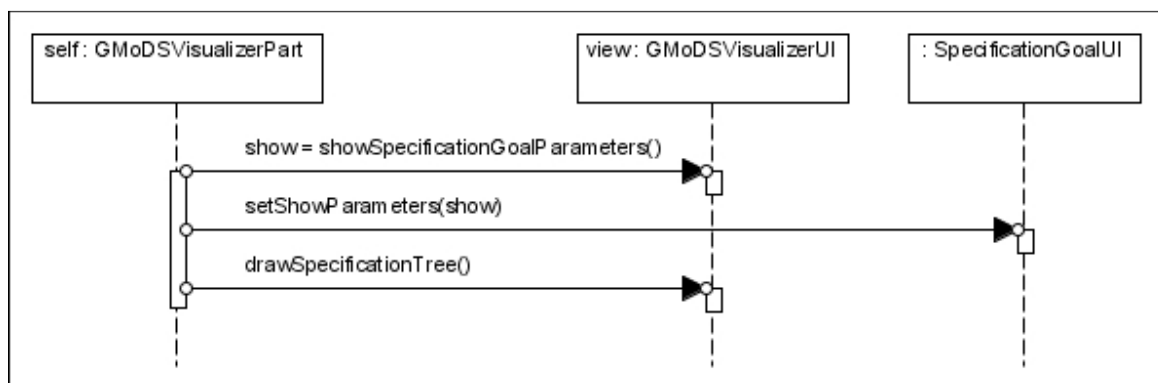 self: GMoDSVisualizerPart
view: GMoDSVisualizerUI
: SpecificationGoalUI
show = showSpecificationGoalParameters()
setShowParameters(show)
drawSpecificationTree()